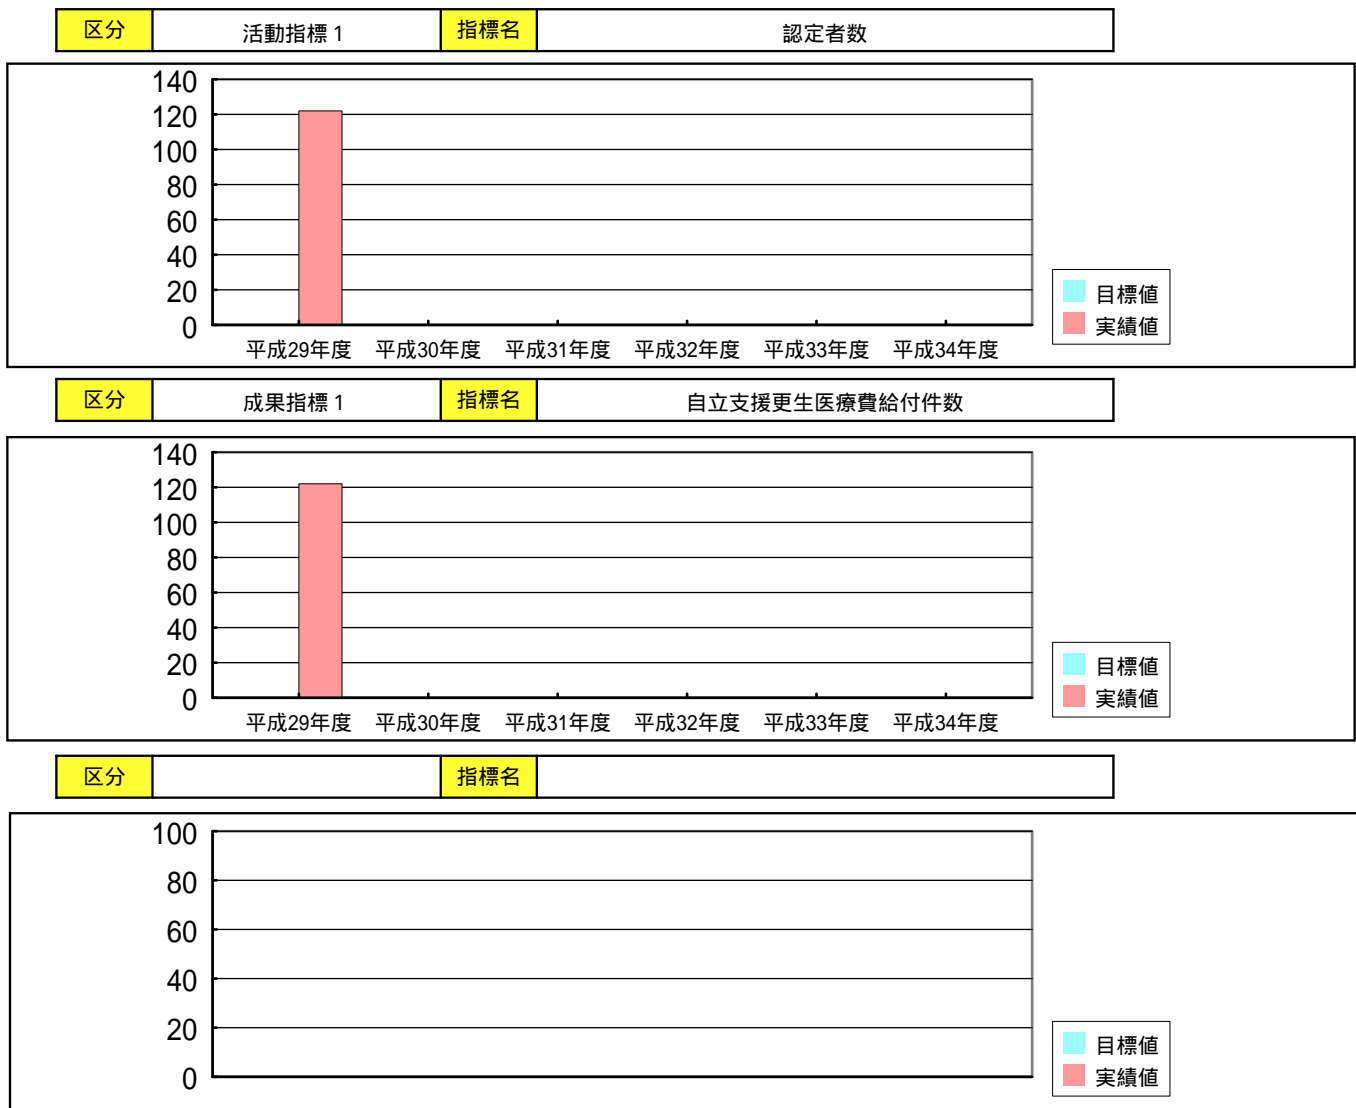 区分 活動指標1 指標名 認定者数
140
120
100
80
60
40
20
0
平成29年度 平成30年度 平成31年度 平成32年度 平成33年度 平成34年度
目標値
実績値
区分 成果指標1 指標名 自立支援更生医療費給付件数
140
120
100
80
60
40
20
0
平成29年度 平成30年度 平成31年度 平成32年度 平成33年度 平成34年度
目標値
実績値
区分 指標名
100
80
60
40
20
0
目標値
実績値